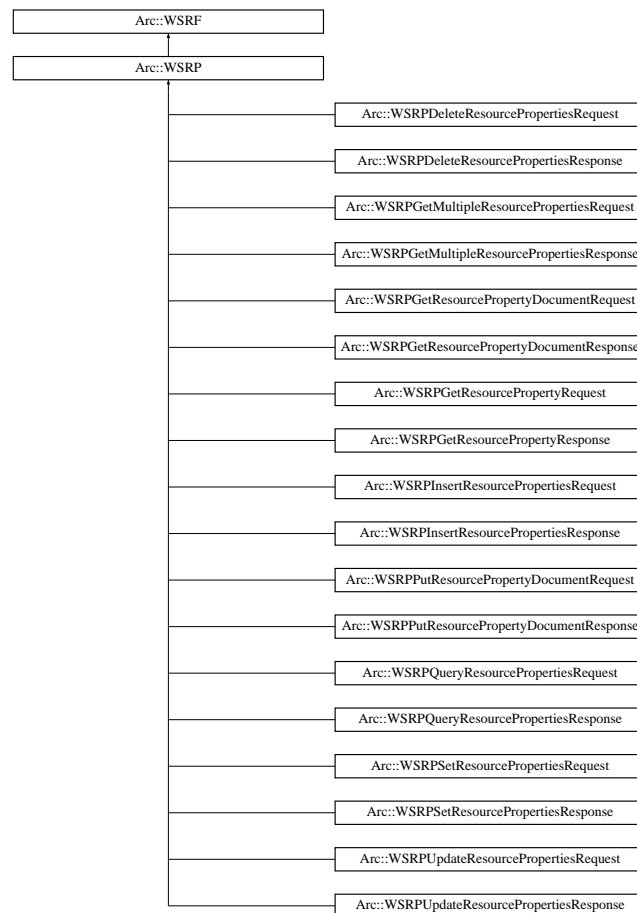 Arc::WSRF
Arc::WSRP
Arc::WSRPDeleteResourcePropertiesRequest
Arc::WSRPDeleteResourcePropertiesResponse
Arc::WSRPGetMultipleResourcePropertiesRequest
Arc::WSRPGetMultipleResourcePropertiesResponse
Arc::WSRPGetResourcePropertyDocumentRequest
Arc::WSRPGetResourcePropertyDocumentResponse
Arc::WSRPGetResourcePropertyRequest
Arc::WSRPGetResourcePropertyResponse
Arc::WSRPInsertResourcePropertiesRequest
Arc::WSRPInsertResourcePropertiesResponse
Arc::WSRPPutResourcePropertyDocumentRequest
Arc::WSRPPutResourcePropertyDocumentResponse
Arc::WSRPQueryResourcePropertiesRequest
Arc::WSRPQueryResourcePropertiesResponse
Arc::WSRPSetResourcePropertiesRequest
Arc::WSRPSetResourcePropertiesResponse
Arc::WSRPUpdateResourcePropertiesRequest
Arc::WSRPUpdateResourcePropertiesResponse